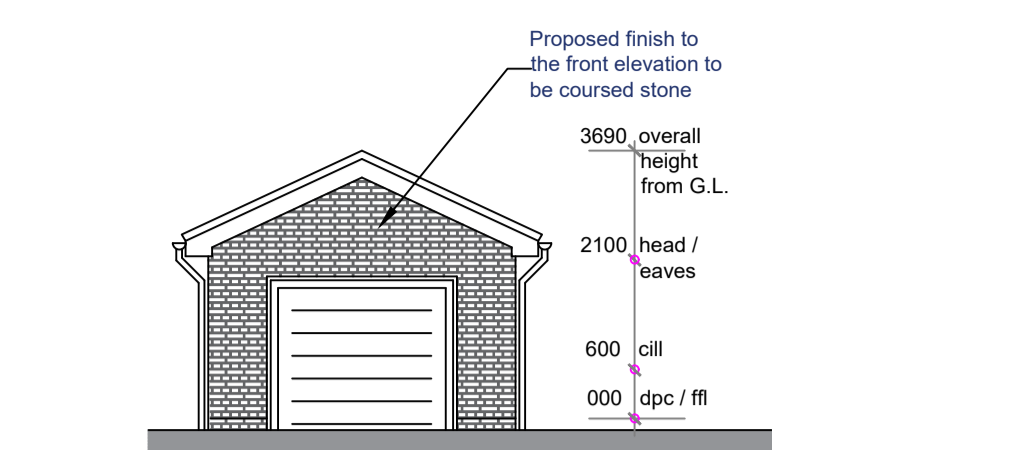 Proposed finish to
the front elevation to
be coursed stone
3690 overall
height
from G.L.
2100 head /
eaves
600 cill
000 dpc / ffl